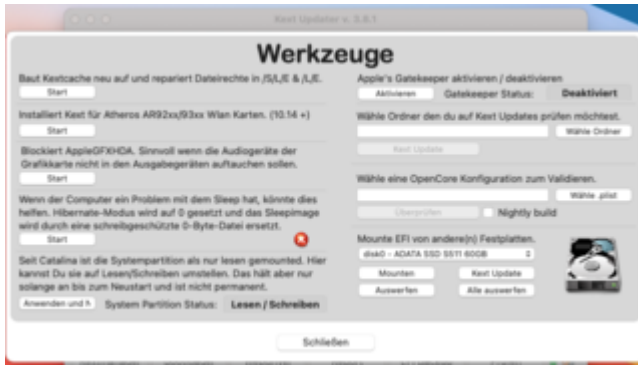 Kext Updater v. 3.8.1
Werkzeuge
Baut Kextcache neu auf und repariert Dateirechte in /S/L/E & /L/E.
Start
Installiert Kext für Atheros AR92xx/93xx Wlan Karten. (10.14 +)
Start
Blockiert AppleGFXHDA. Sinnvoll wenn die Audiogeräte der
Grafikkarte nicht in den Ausgabegeräten auftauchen sollen.
Start
Wenn der Computer ein Problem mit dem Sleep hat, könnte dies
helfen. Hibernate-Modus wird auf 0 gesetzt und das Sleepimage
wird durch eine schreibgeschützte 0-Byte-Datei ersetzt.
Start
Seit Catalina ist die Systempartition als nur lesen gemounted. Hier
kannst Du sie auf Lesen/Schreiben umstellen. Das hält aber nur
solange an bis zum Neustart und ist nicht permanent.
Anwenden und N System Partition Status: Lesen / Schreiben
Apple's Gatekeeper aktivieren / deaktivieren
Aktivieren Gatekeeper Status: Deaktiviert
Wähle Ordner den du auf Kext Updates prüfen möchtest.
Wähle Ordner
Kext Update
Wähle eine OpenCore Konfiguration zum Validieren.
Wähle .plist
Überprüfen Nightly build
Mounte EFI von andere(n) Festplatten.
disk0 - ADATA SSD S511 60GB
Mounten Kext Update
Auswerfen Alle auswerfen
Schließen